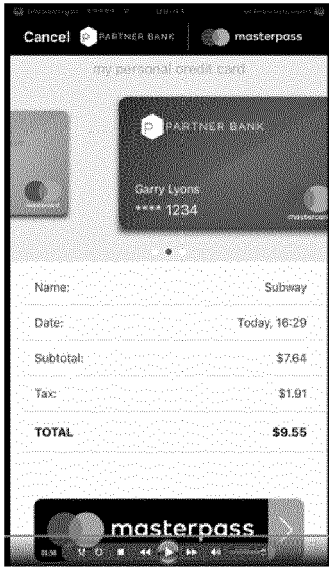 Cancel PARTNER BANK masterpass
my personal credit card
PARTNER BANK
Garry Lyons
**** 1234
mastercard
Name: Subway
Date: Today, 16:29
Subtotal: $7.64
Tax: $1.91
TOTAL $9.55
masterpass